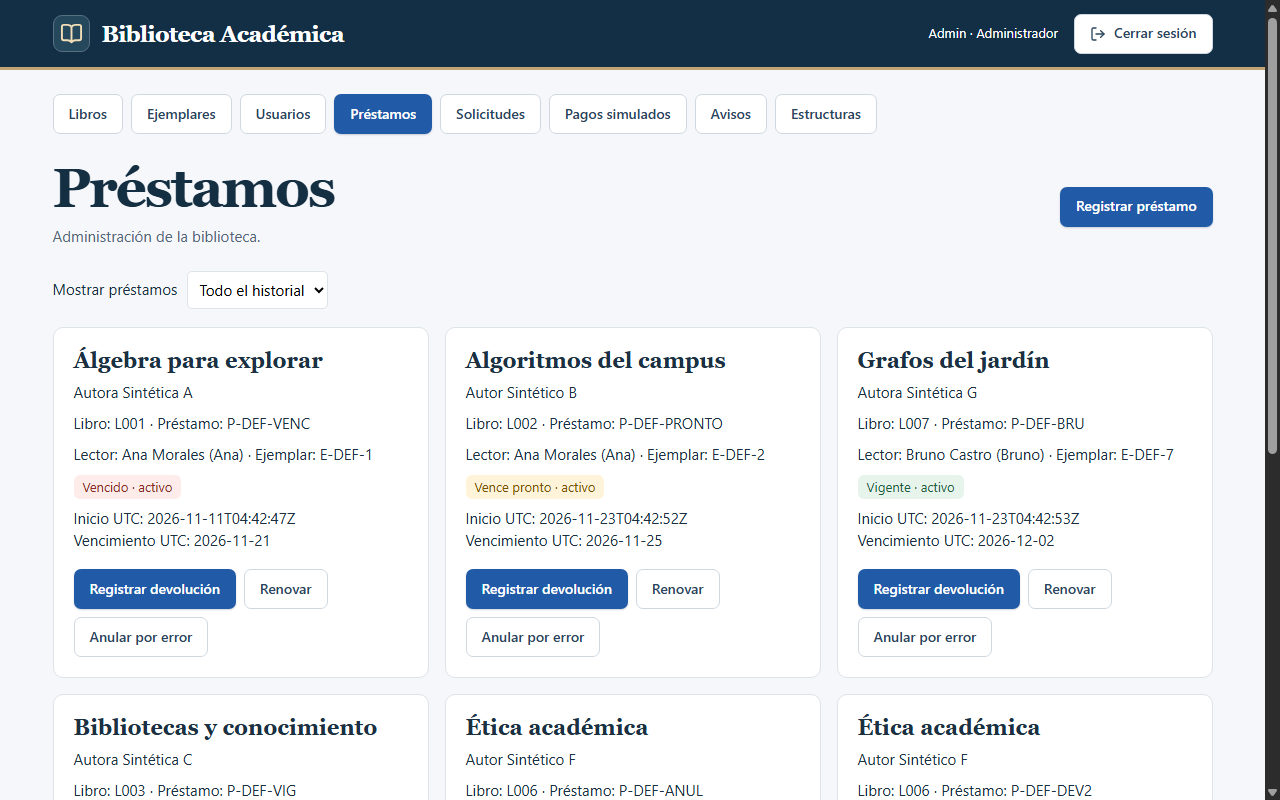 Biblioteca Académica
Admin · Administrador
Cerrar sesión
Libros
Ejemplares
Usuarios
Préstamos
Solicitudes
Pagos simulados
Avisos
Estructuras
Préstamos
Administración de la biblioteca.
Registrar préstamo
Mostrar préstamos
Todo el historial
Álgebra para explorar
Autora Sintética A
Libro: L001 · Préstamo: P-DEF-VENC
Lector: Ana Morales (Ana) · Ejemplar: E-DEF-1
Vencido · activo
Inicio UTC: 2026-11-11T04:42:47Z
Vencimiento UTC: 2026-11-21
Registrar devolución
Renovar
Anular por error
Algoritmos del campus
Autor Sintético B
Libro: L002 · Préstamo: P-DEF-PRONTO
Lector: Ana Morales (Ana) · Ejemplar: E-DEF-2
Vence pronto · activo
Inicio UTC: 2026-11-23T04:42:52Z
Vencimiento UTC: 2026-11-25
Registrar devolución
Renovar
Anular por error
Grafos del jardín
Autora Sintética G
Libro: L007 · Préstamo: P-DEF-BRU
Lector: Bruno Castro (Bruno) · Ejemplar: E-DEF-7
Vigente · activo
Inicio UTC: 2026-11-23T04:42:53Z
Vencimiento UTC: 2026-12-02
Registrar devolución
Renovar
Anular por error
Bibliotecas y conocimiento
Autora Sintética C
Libro: L003 · Préstamo: P-DEF-VIG
Ética académica
Autor Sintético F
Libro: L006 · Préstamo: P-DEF-ANUL
Ética académica
Autor Sintético F
Libro: L006 · Préstamo: P-DEF-DEV2